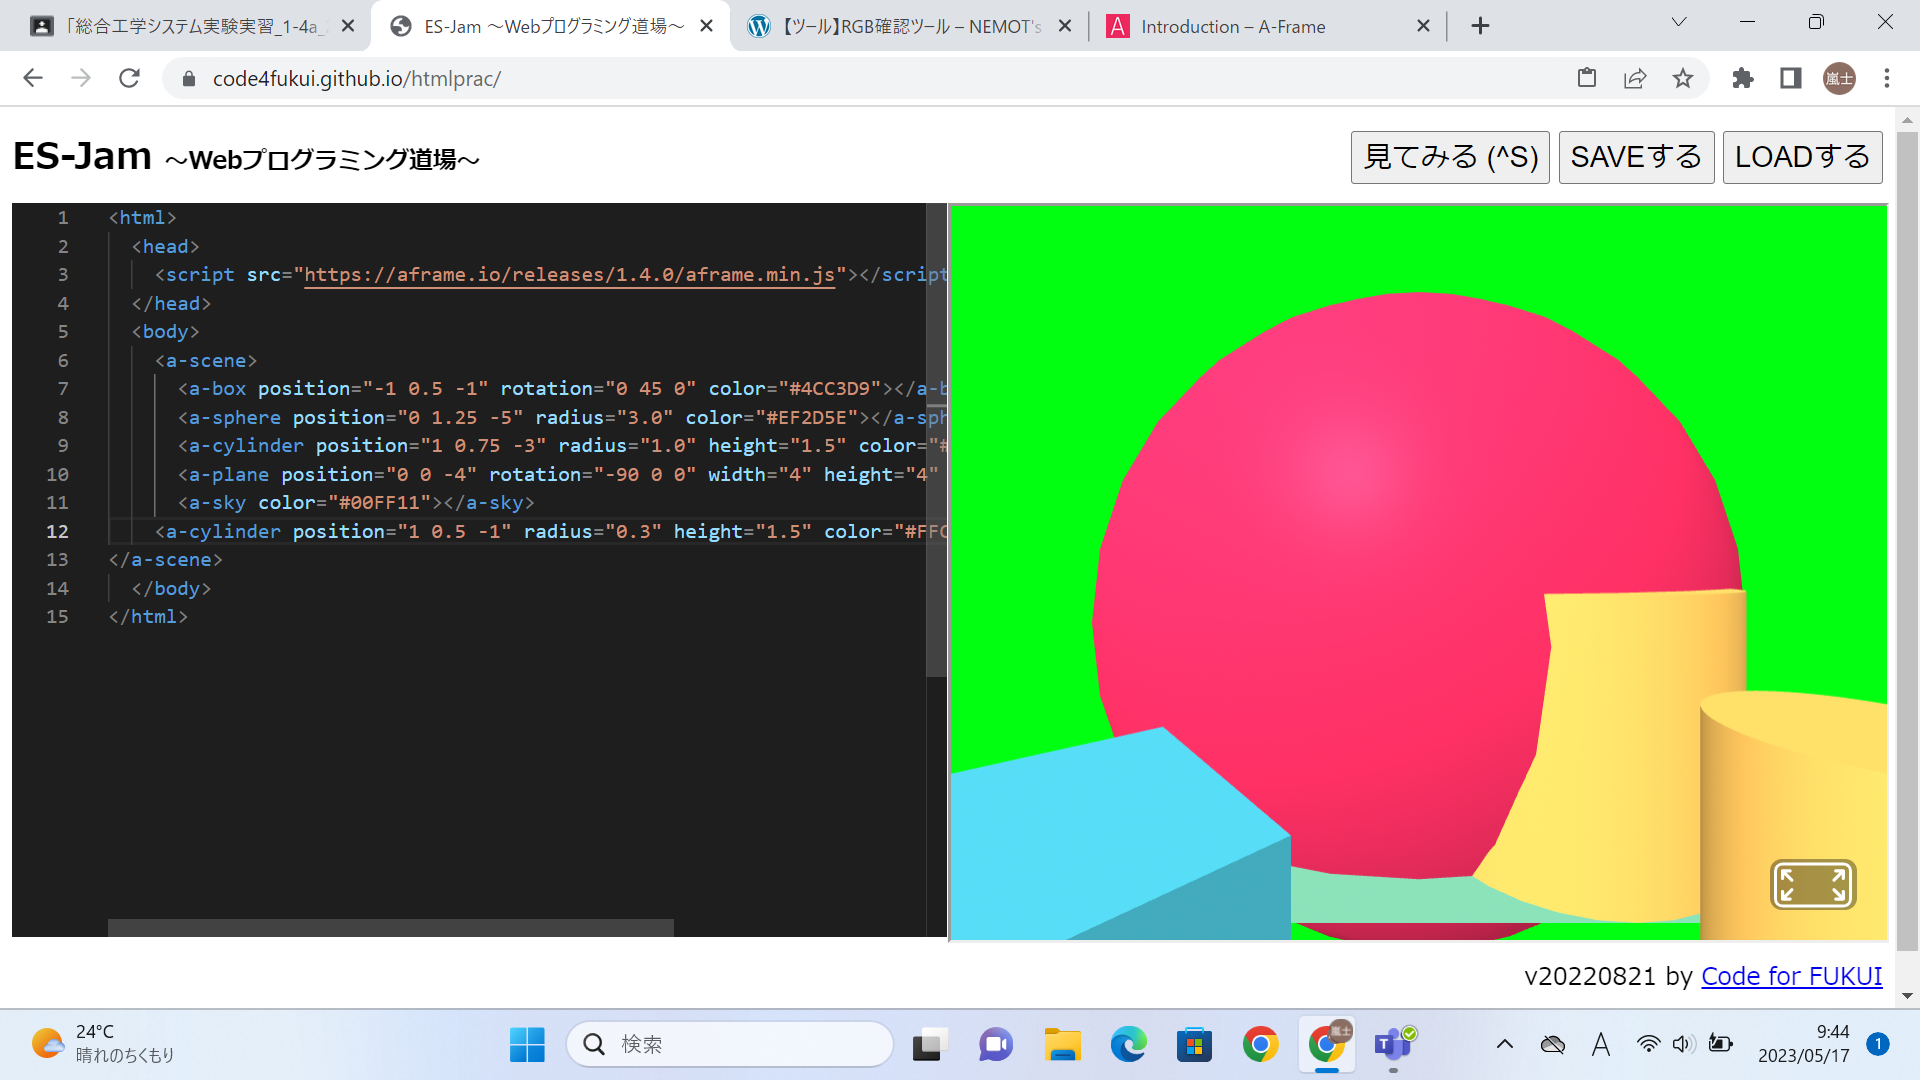 「総合工学システム実験実習_1-4a_
ES-Jam ～Webプログラミング道場～
【ツール】RGB確認ツール – NEMOT's
Introduction – A-Frame
code4fukui.github.io/htmlprac/
嵐士
ES-Jam ～Webプログラミング道場～
見てみる (^S)
SAVEする
LOADする
1 <html>
2 <head>
3 <script src="https://aframe.io/releases/1.4.0/aframe.min.js"></script
4 </head>
5 <body>
6 <a-scene>
7 <a-box position="-1 0.5 -1" rotation="0 45 0" color="#4CC3D9"></a-b
8 <a-sphere position="0 1.25 -5" radius="3.0" color="#EF2D5E"></a-sph
9 <a-cylinder position="1 0.75 -3" radius="1.0" height="1.5" color="#
10 <a-plane position="0 0 -4" rotation="-90 0 0" width="4" height="4"
11 <a-sky color="#00FF11"></a-sky>
12 <a-cylinder position="1 0.5 -1" radius="0.3" height="1.5" color="#FFC
13 </a-scene>
14 </body>
15 </html>
v20220821 by Code for FUKUI
24°C
晴れのちくもり
検索
嵐士
T
A
9:44
2023/05/17
1